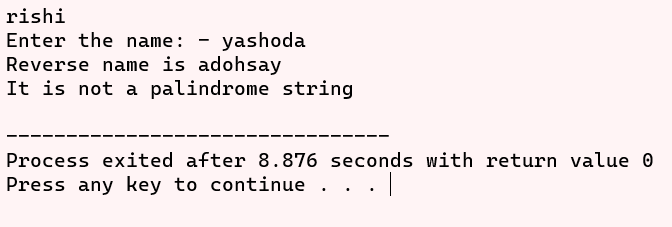 rishi
Enter the name: - yashoda
Reverse name is adohsay
It is not a palindrome string
--------------------------------
Process exited after 8.876 seconds with return value 0
Press any key to continue . . .